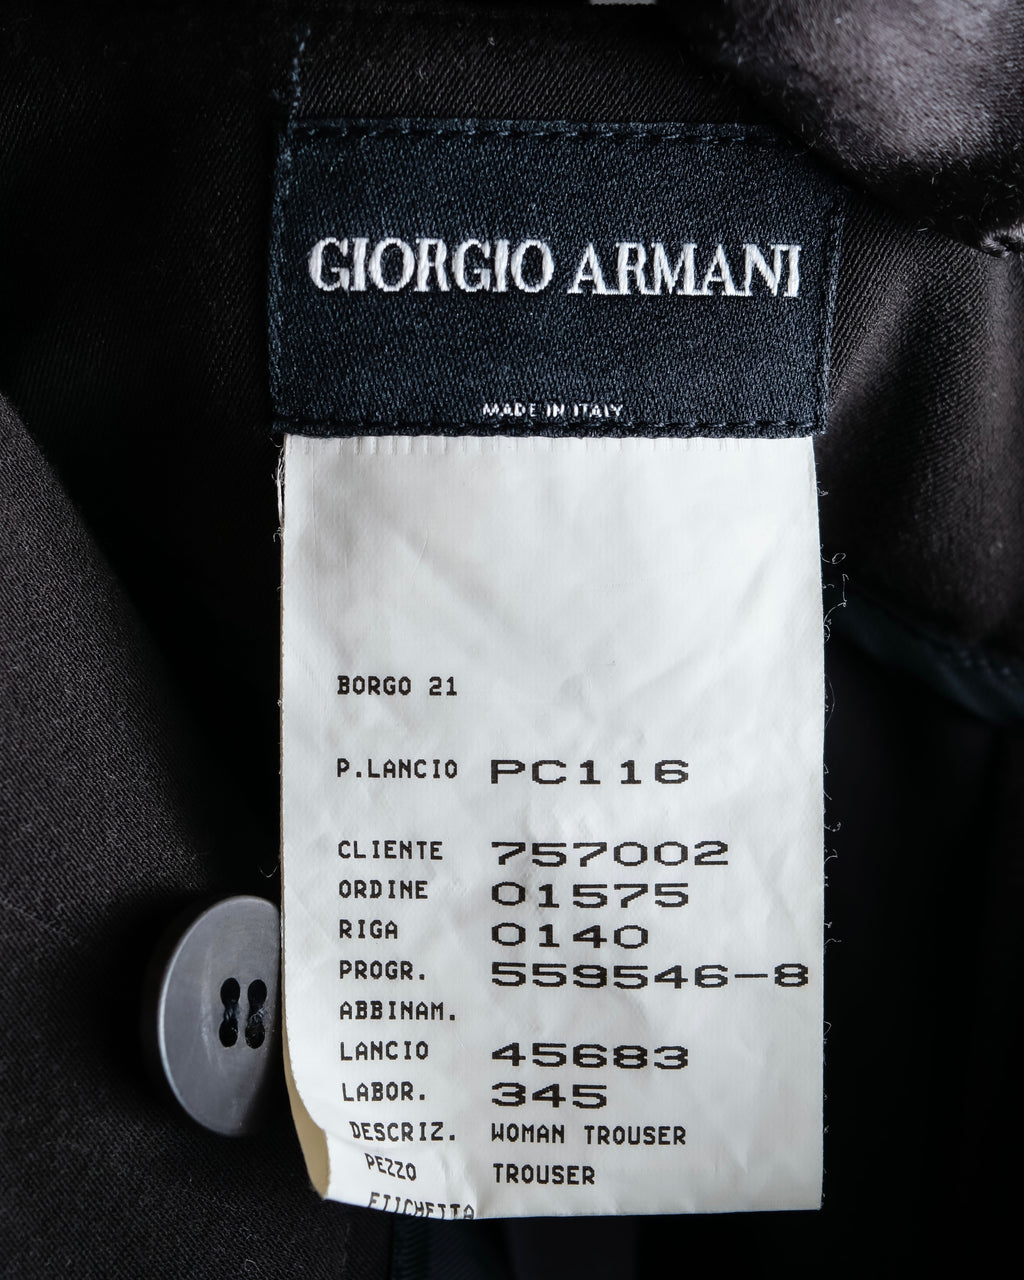 GIORGIO ARMANI
MADE IN ITALY
BORGO 21
P.LANCIO PC116
CLIENTE 757002
ORDINE 01575
RIGA 0140
PROGR. 559546-8
ABBINAM.
LANCIO 45683
LABOR. 345
DESCRIZ. WOMAN TROUSER
PEZZO TROUSER
ETICHETTA